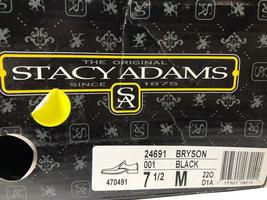 THE ORIGINAL
STACY ADAMS
SINCE 1875
SA
24691 BRYSON
001 BLACK
470491 7 1/2 M 220
D1A